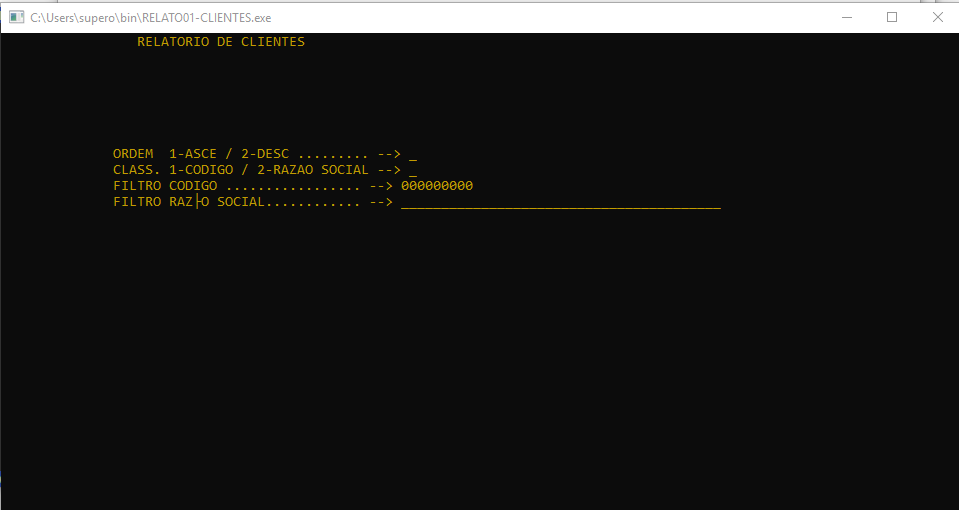 C:\Users\supero\bin\RELATO01-CLIENTES.exe
RELATORIO DE CLIENTES
ORDEM  1-ASCE / 2-DESC ......... --> _
CLASS. 1-CODIGO / 2-RAZAO SOCIAL --> _
FILTRO CODIGO ................. --> 000000000
FILTRO RAZ├O SOCIAL............ --> ________________________________________